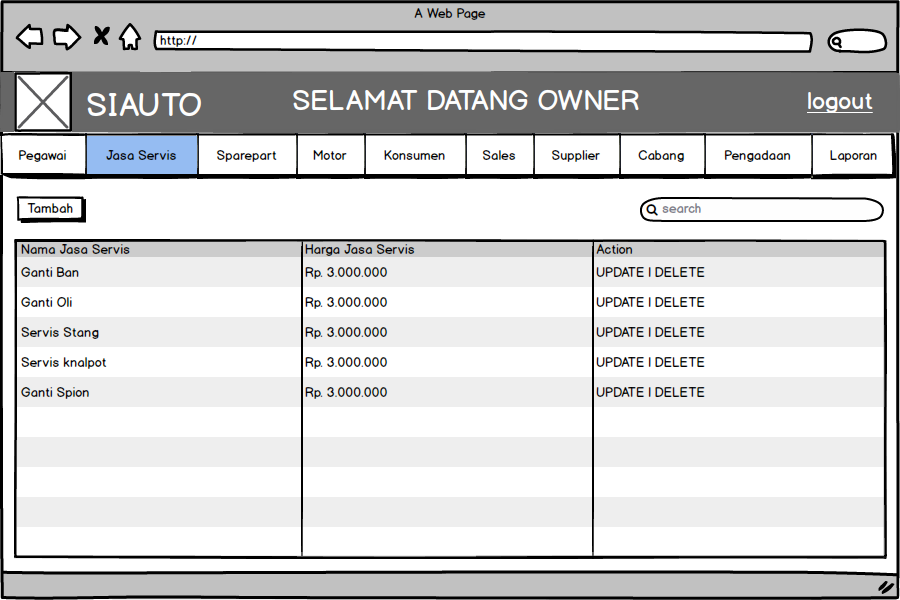 A Web Page
http://
SIAUTO
SELAMAT DATANG OWNER
logout
Pegawai
Jasa Servis
Sparepart
Motor
Konsumen
Sales
Supplier
Cabang
Pengadaan
Laporan
Tambah
search
Nama Jasa Servis Harga Jasa Servis Action
Ganti Ban Rp. 3.000.000 UPDATE | DELETE
Ganti Oli Rp. 3.000.000 UPDATE | DELETE
Servis Stang Rp. 3.000.000 UPDATE | DELETE
Servis knalpot Rp. 3.000.000 UPDATE | DELETE
Ganti Spion Rp. 3.000.000 UPDATE | DELETE